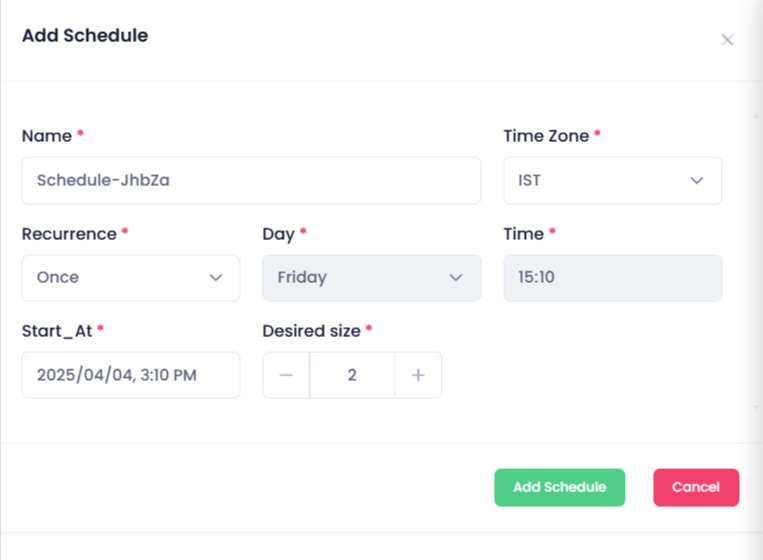 Add Schedule
Name *
Time Zone *
Schedule-JhbZa
IST
Recurrence *
Day *
Time *
Once
Friday
15:10
Start_At *
Desired size *
2025/04/04, 3:10 PM
2
Add Schedule
Cancel